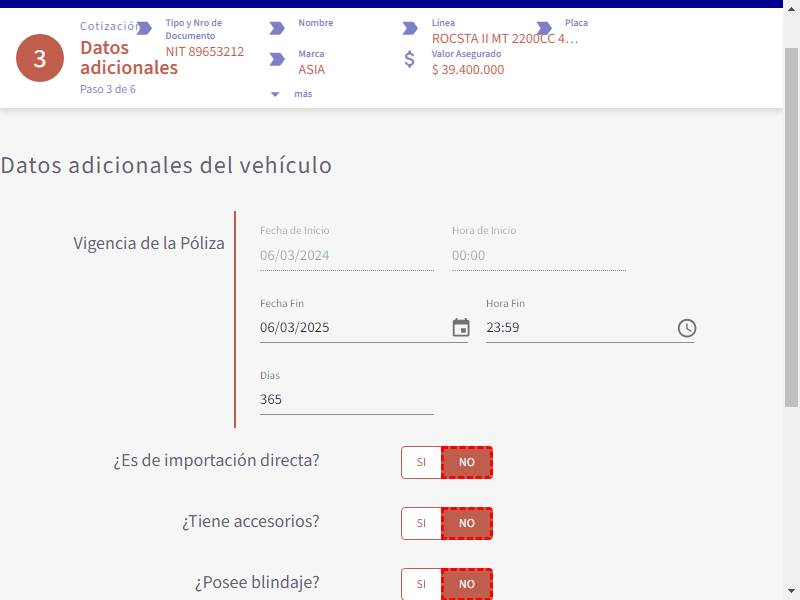 3
Cotización
Datos
adicionales
Paso 3 de 6
Tipo y Nro de
Documento
NIT 89653212
Nombre
Marca
ASIA
más
Línea
ROCSTA II MT 2200CC 4…
Valor Asegurado
$ 39.400.000
Placa
Datos adicionales del vehículo
Vigencia de la Póliza
Fecha de Inicio
06/03/2024
Hora de Inicio
00:00
Fecha Fin
06/03/2025
Hora Fin
23:59
Días
365
¿Es de importación directa?
SI NO
¿Tiene accesorios?
SI NO
¿Posee blindaje?
SI NO